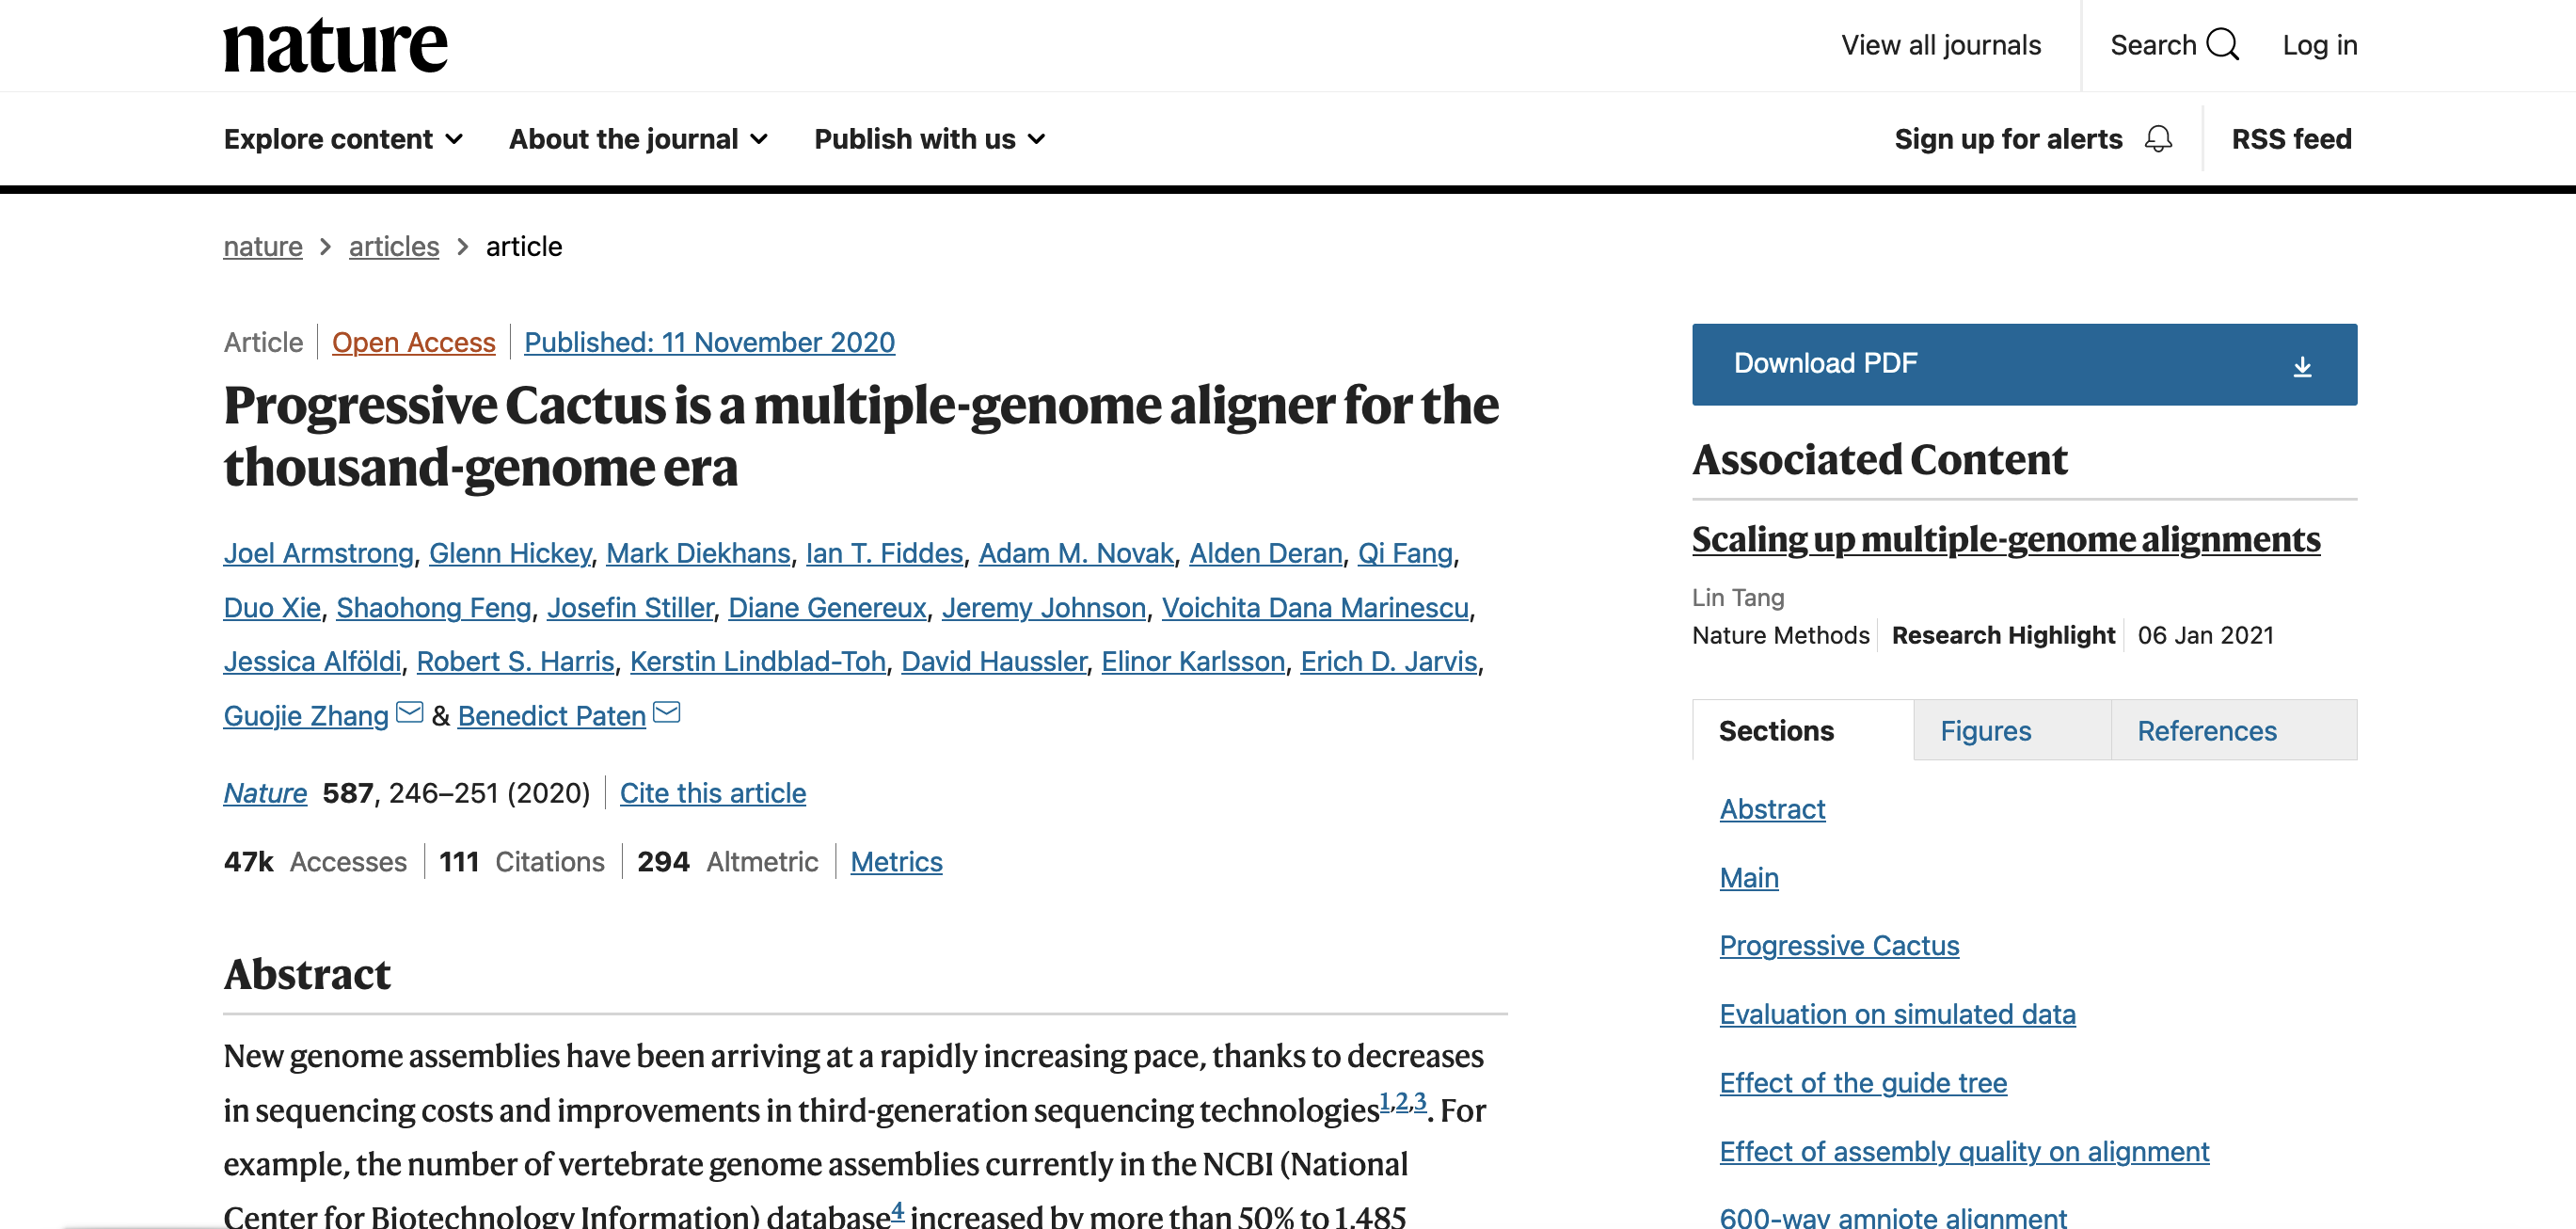 nature
View all journals
Search
Log in
Explore content
About the journal
Publish with us
Sign up for alerts
RSS feed
nature > articles > article
Article | Open Access | Published: 11 November 2020
Progressive Cactus is a multiple-genome aligner for the
thousand-genome era
Joel Armstrong, Glenn Hickey, Mark Diekhans, Ian T. Fiddes, Adam M. Novak, Alden Deran, Qi Fang,
Duo Xie, Shaohong Feng, Josefin Stiller, Diane Genereux, Jeremy Johnson, Voichita Dana Marinescu,
Jessica Alföldi, Robert S. Harris, Kerstin Lindblad-Toh, David Haussler, Elinor Karlsson, Erich D. Jarvis,
Guojie Zhang & Benedict Paten
Nature 587, 246–251 (2020) | Cite this article
47k Accesses | 111 Citations | 294 Altmetric | Metrics
Abstract
New genome assemblies have been arriving at a rapidly increasing pace, thanks to decreases
in sequencing costs and improvements in third-generation sequencing technologies1,2,3. For
example, the number of vertebrate genome assemblies currently in the NCBI (National
Center for Biotechnology Information) database4 increased by more than 50% to 1,485
Download PDF
Associated Content
Scaling up multiple-genome alignments
Lin Tang
Nature Methods | Research Highlight | 06 Jan 2021
Sections
Figures
References
Abstract
Main
Progressive Cactus
Evaluation on simulated data
Effect of the guide tree
Effect of assembly quality on alignment
600-way amniote alignment